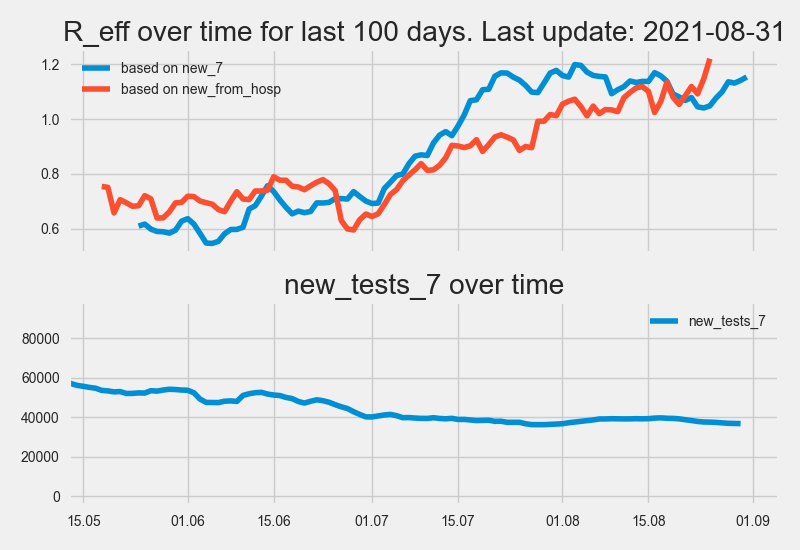 R_eff over time for last 100 days. Last update: 2021-08-31
1.2
1.0
0.8
0.6
based on new_7
based on new_from_hosp
new_tests_7 over time
80000
60000
40000
20000
0
new_tests_7
15.05 01.06 15.06 01.07 15.07 01.08 15.08 01.09